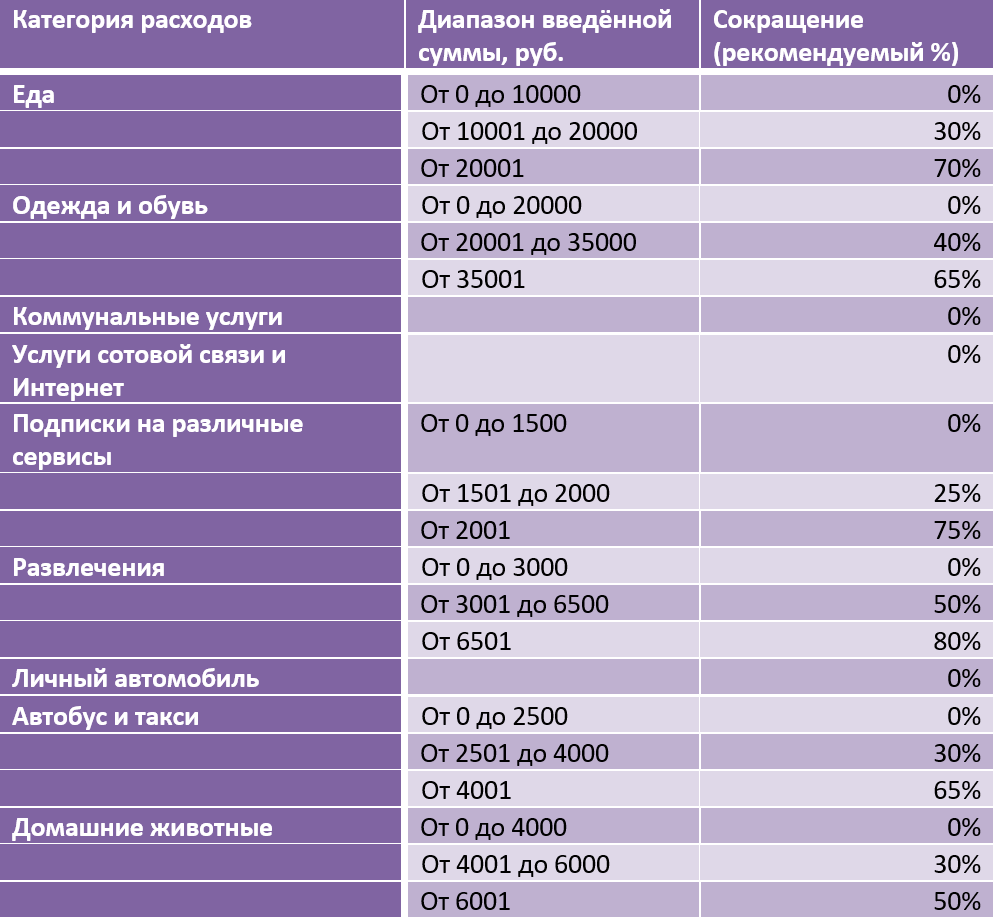 Категория расходов
Диапазон введённой
суммы, руб.
Сокращение
(рекомендуемый %)
Еда
От 0 до 10000
0%
От 10001 до 20000
30%
От 20001
70%
Одежда и обувь
От 0 до 20000
0%
От 20001 до 35000
40%
От 35001
65%
Коммунальные услуги
0%
Услуги сотовой связи и
Интернет
0%
Подписки на различные
сервисы
От 0 до 1500
0%
От 1501 до 2000
25%
От 2001
75%
Развлечения
От 0 до 3000
0%
От 3001 до 6500
50%
От 6501
80%
Личный автомобиль
0%
Автобус и такси
От 0 до 2500
0%
От 2501 до 4000
30%
От 4001
65%
Домашние животные
От 0 до 4000
0%
От 4001 до 6000
30%
От 6001
50%